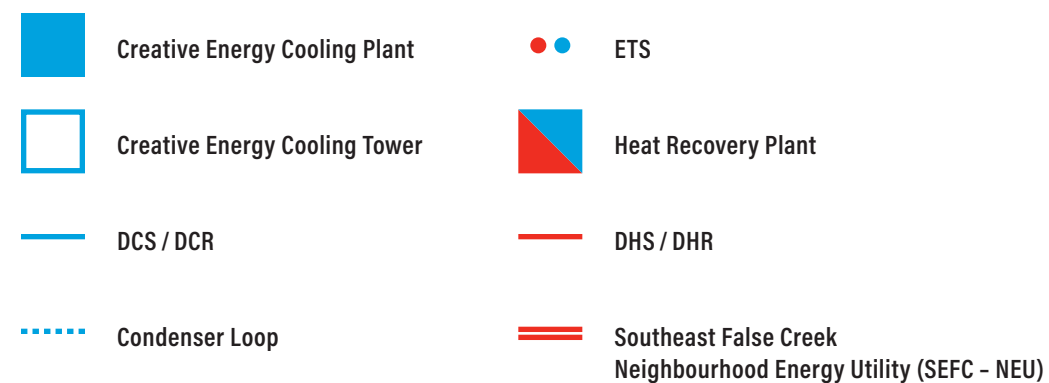 Creative Energy Cooling Plant
ETS
Creative Energy Cooling Tower
Heat Recovery Plant
DCS / DCR
DHS / DHR
Condenser Loop
Southeast False Creek
Neighbourhood Energy Utility (SEFC – NEU)